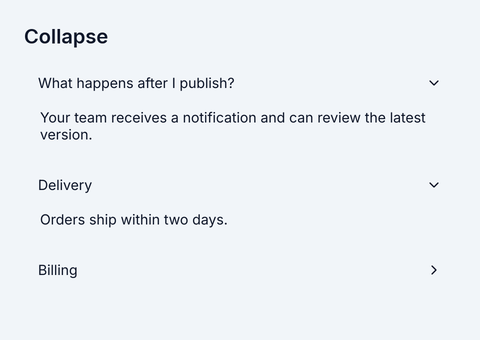 Collapse
What happens after I publish?
Your team receives a notification and can review the latest
version.
Delivery
Orders ship within two days.
Billing